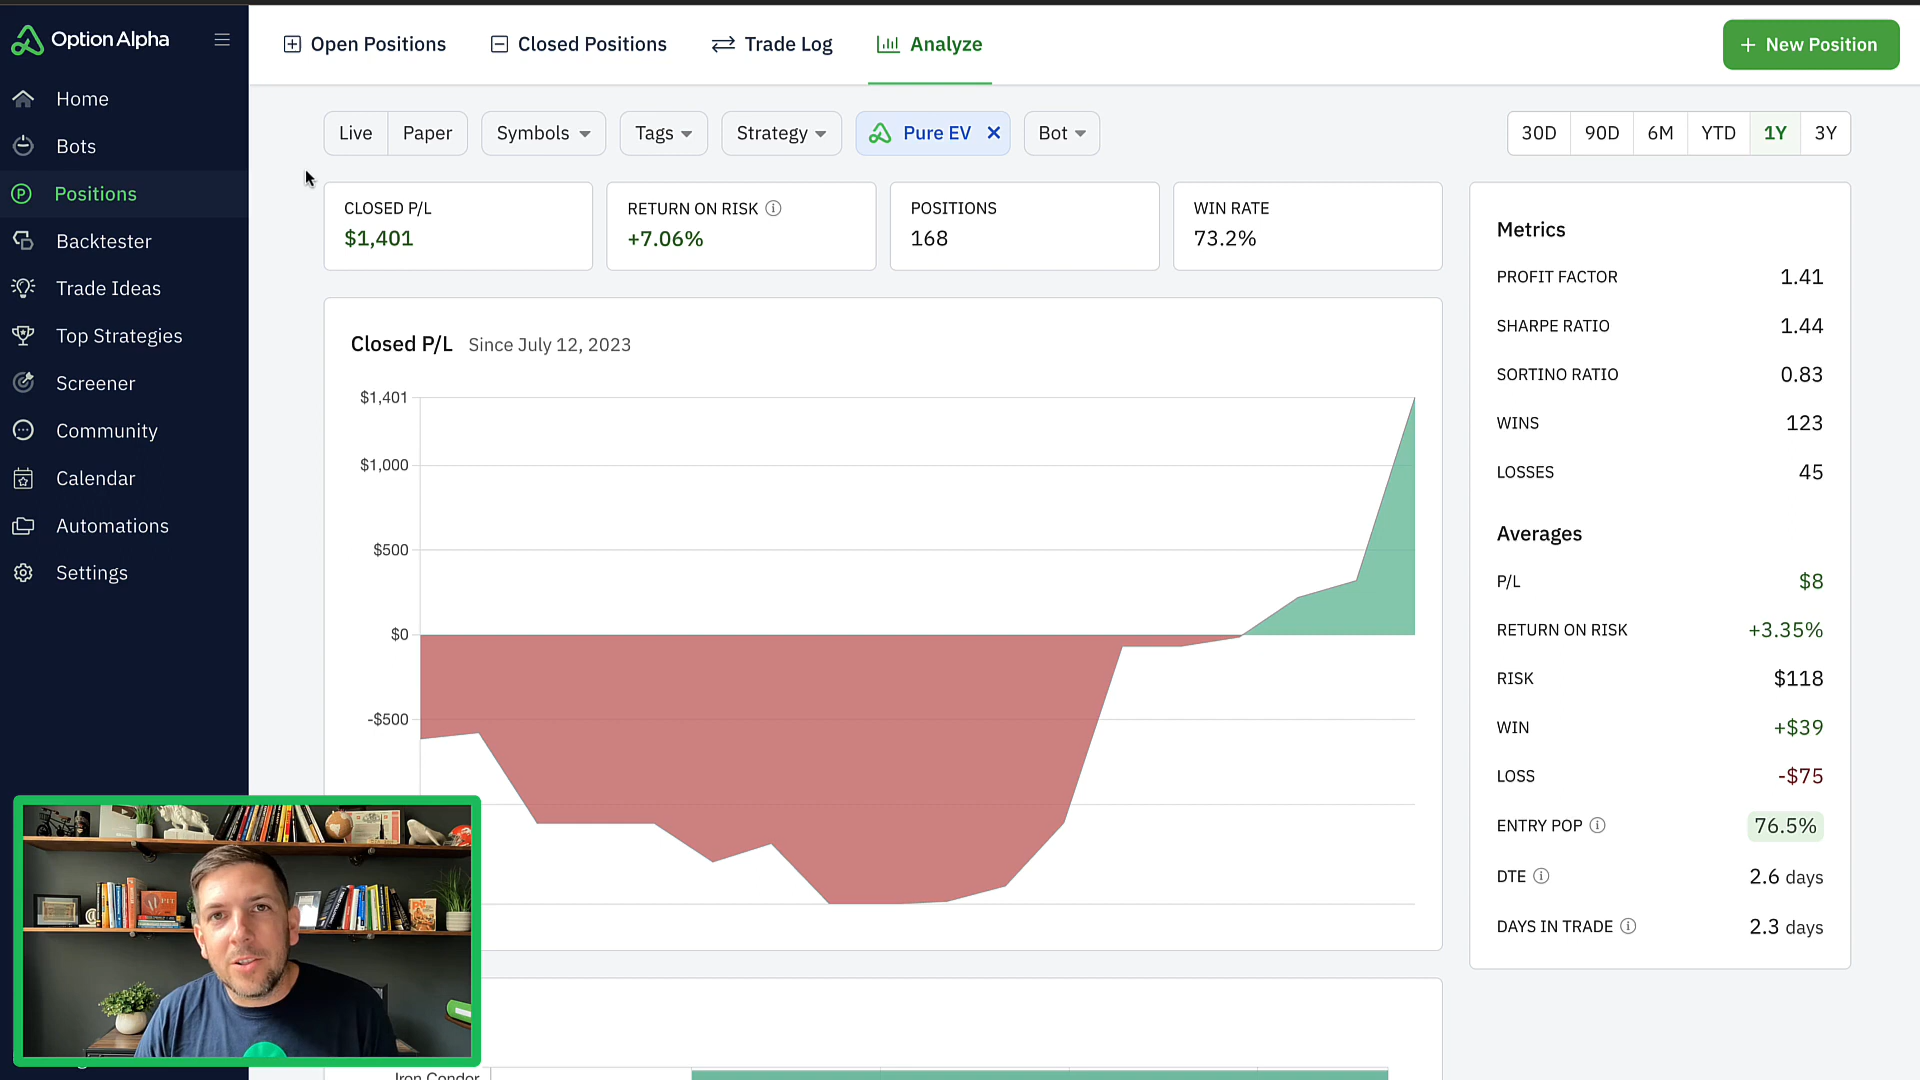 Option Alpha
Home
Bots
Positions
Backtester
Trade Ideas
Top Strategies
Screener
Community
Calendar
Automations
Settings
Open Positions
Closed Positions
Trade Log
Analyze
+ New Position
Live
Paper
Symbols
Tags
Strategy
Pure EV
Bot
30D
90D
6M
YTD
1Y
3Y
CLOSED P/L
$1,401
RETURN ON RISK
+7.06%
POSITIONS
168
WIN RATE
73.2%
Closed P/L Since July 12, 2023
$1,401
$1,000
$500
$0
-$500
Iron Condor
Metrics
PROFIT FACTOR 1.41
SHARPE RATIO 1.44
SORTINO RATIO 0.83
WINS 123
LOSSES 45
Averages
P/L $8
RETURN ON RISK +3.35%
RISK $118
WIN +$39
LOSS -$75
ENTRY POP 76.5%
DTE 2.6 days
DAYS IN TRADE 2.3 days